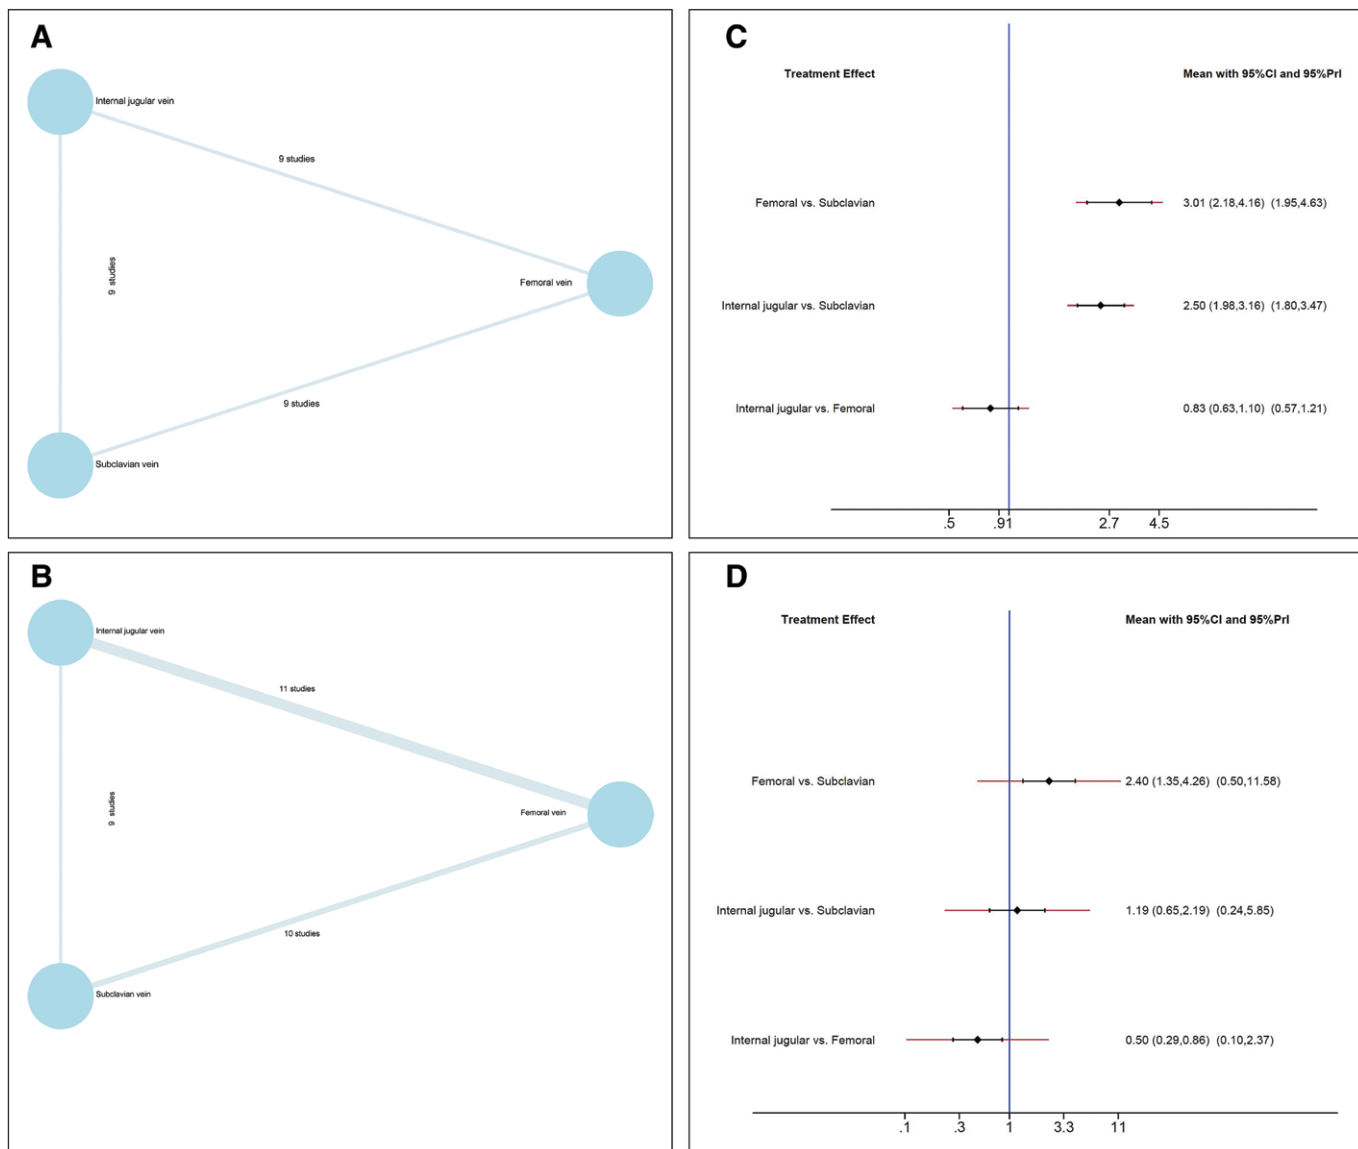 A
Internal jugular vein
9 studies
9 studies
Femoral vein
9 studies
Subclavian vein
C
Treatment Effect Mean with 95%CI and 95%PrI
Femoral vs. Subclavian 3.01 (2.18,4.16) (1.95,4.63)
Internal jugular vs. Subclavian 2.50 (1.98,3.16) (1.80,3.47)
Internal jugular vs. Femoral 0.83 (0.63,1.10) (0.57,1.21)
.5 .91 2.7 4.5
B
Internal jugular vein
11 studies
9 studies
Femoral vein
10 studies
Subclavian vein
D
Treatment Effect Mean with 95%CI and 95%PrI
Femoral vs. Subclavian 2.40 (1.35,4.26) (0.50,11.58)
Internal jugular vs. Subclavian 1.19 (0.65,2.19) (0.24,5.85)
Internal jugular vs. Femoral 0.50 (0.29,0.86) (0.10,2.37)
.1 .3 1 3.3 11